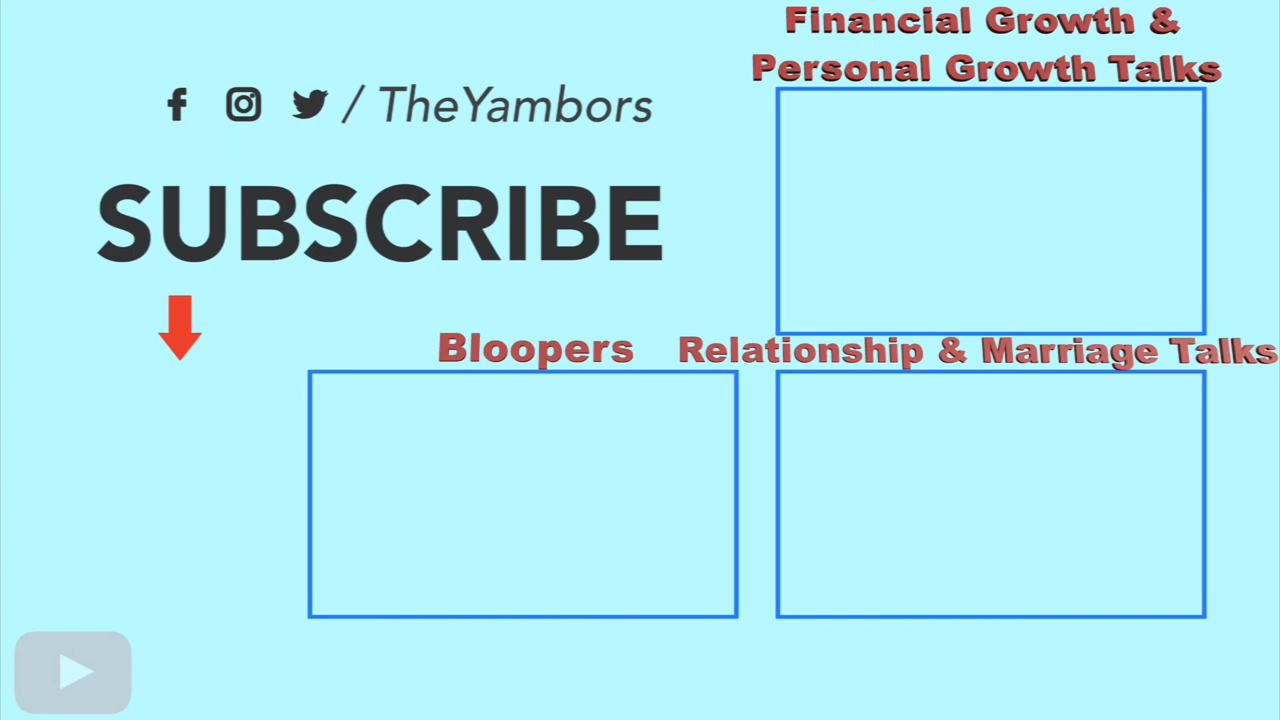 Financial Growth &
Personal Growth Talks
/ TheYambors
SUBSCRIBE
Bloopers
Relationship & Marriage Talks